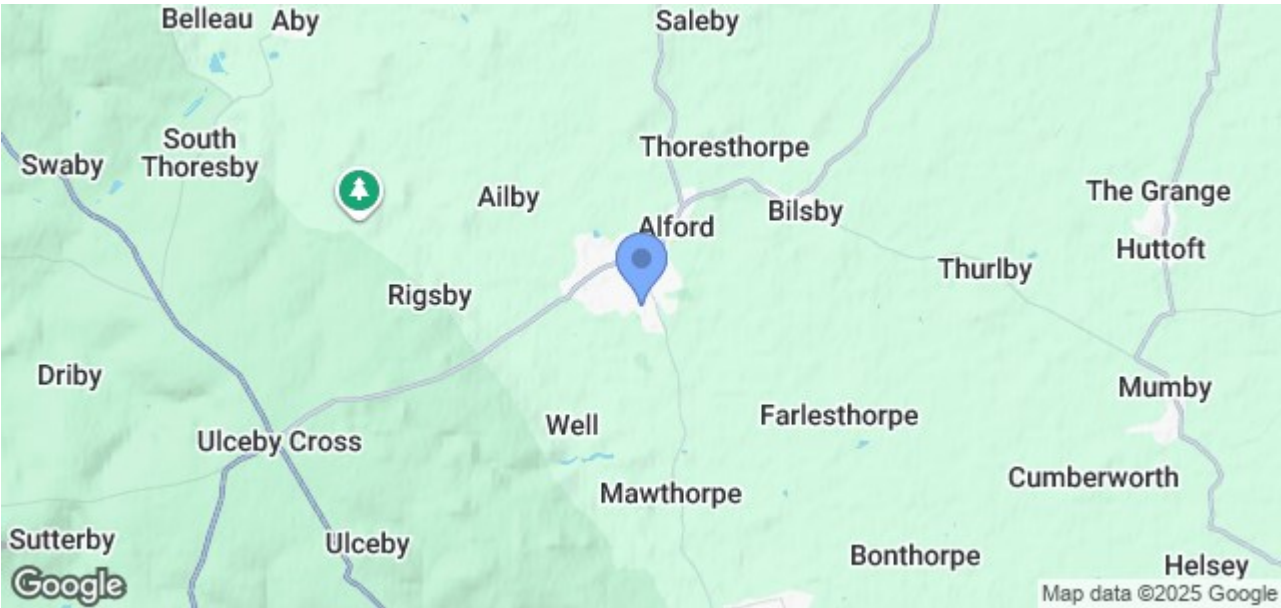 Belleau
Aby
Saleby
South
Thoresby
Swaby
Thoresthorpe
Ailby
Alford
Bilsby
The Grange
Huttoft
Thurlby
Rigsby
Driby
Mumby
Well
Farlesthorpe
Ulceby Cross
Cumberworth
Mawthorpe
Sutterby
Ulceby
Bonthorpe
Helsey
Google
Map data ©2025 Google